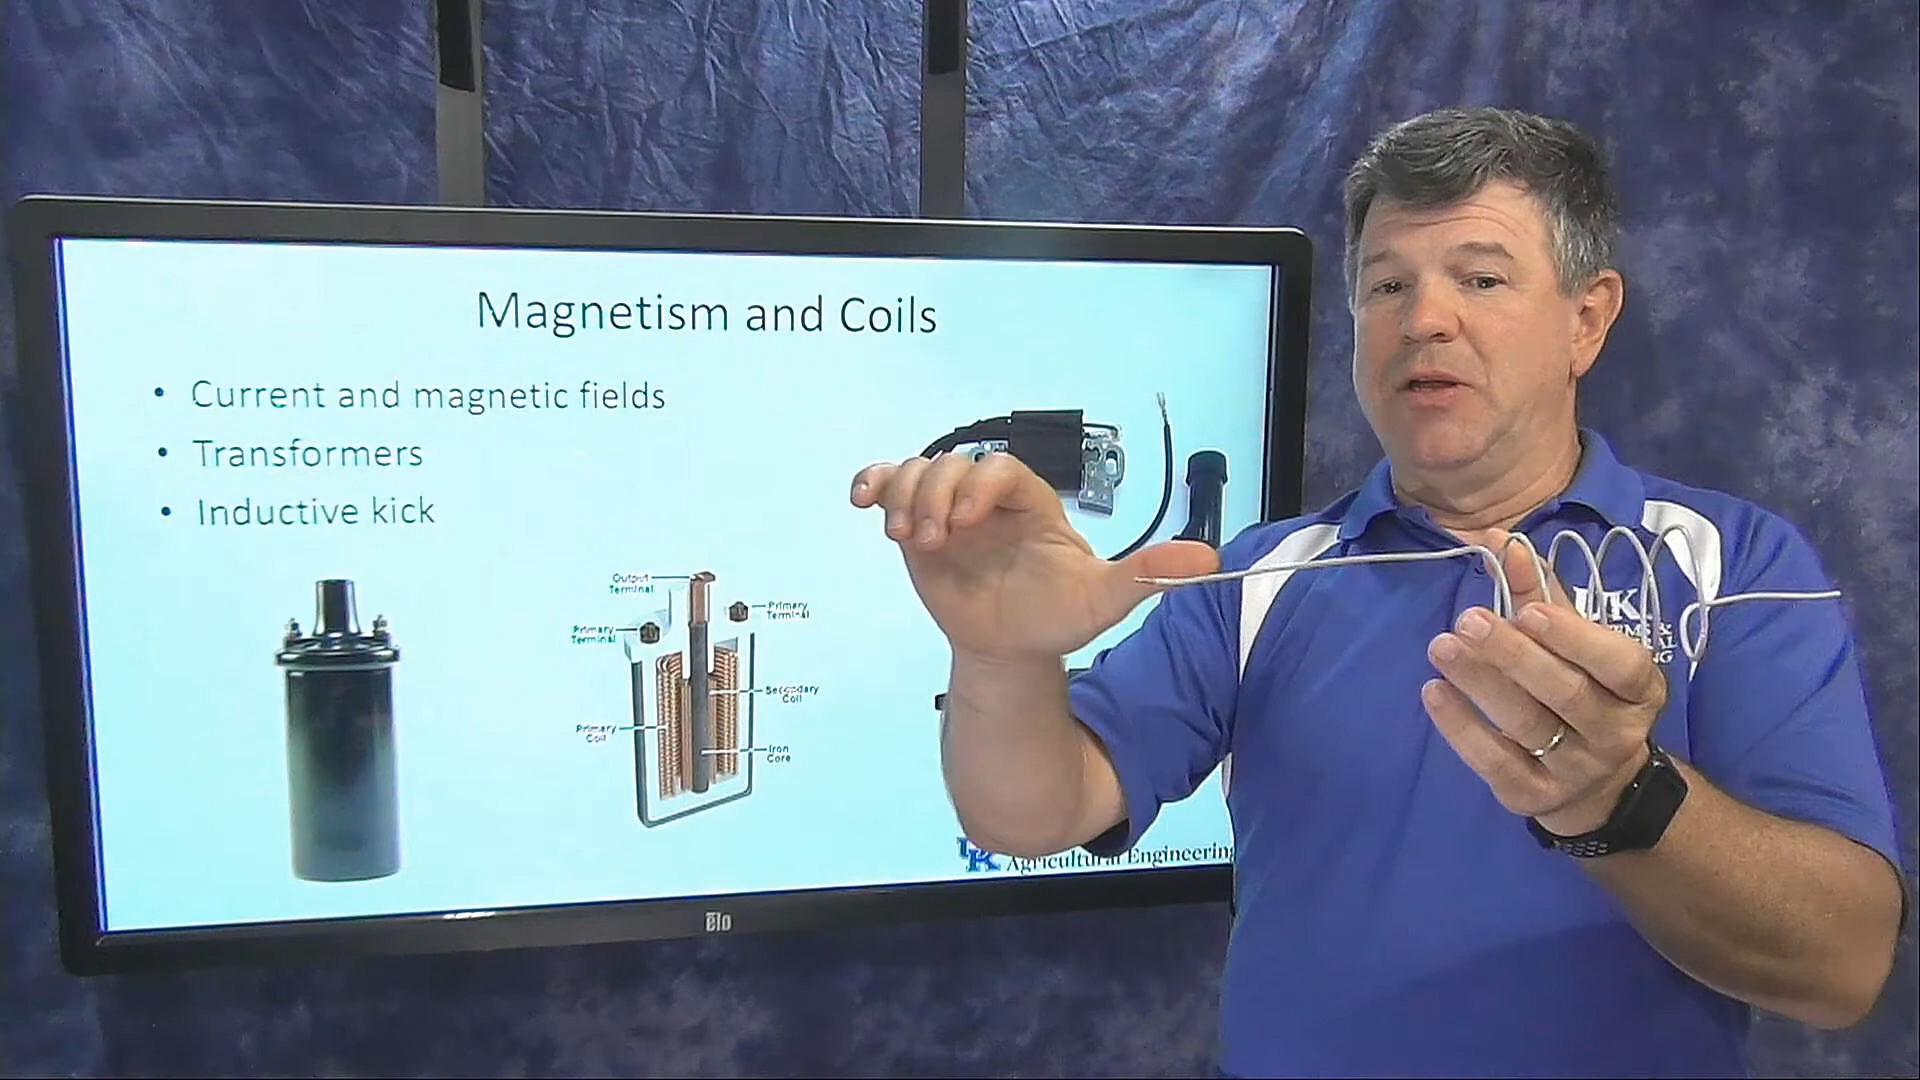 Magnetism and Coils
• Current and magnetic fields
• Transformers
• Inductive kick
Output
Terminal
Primary
Terminal
Primary
Terminal
Secondary
Coil
Primary
Coil
Iron
Core
UK
Agricultural Engineering
elo
UK